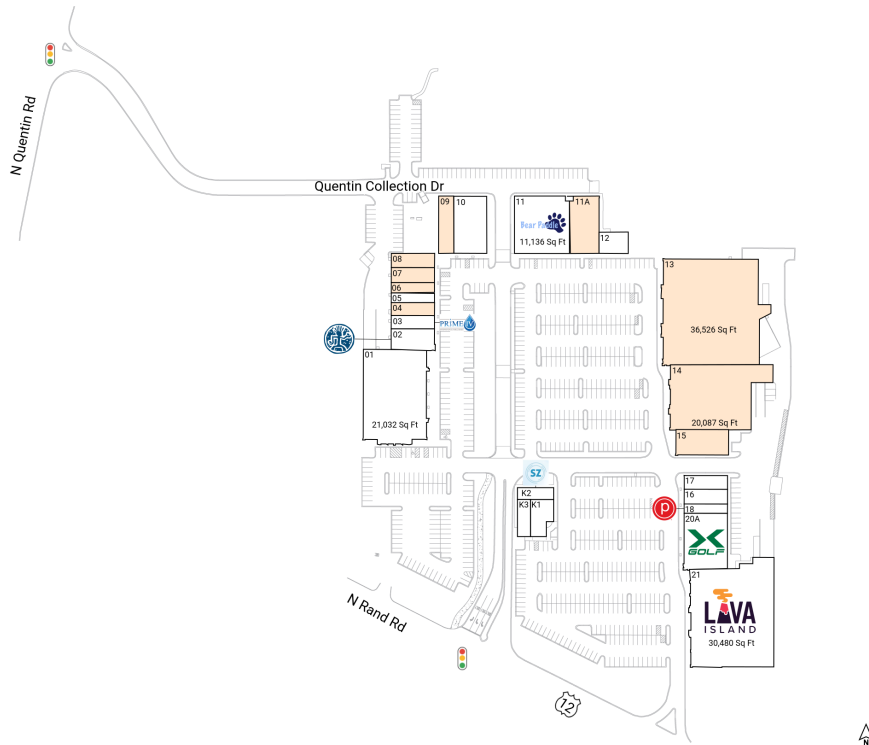 N Quentin Rd
Quentin Collection Dr
09
10
11
11A
Bear Paddle
11,136 Sq Ft
12
08
07
06
05
04
03
PRIME IV
02
01
21,032 Sq Ft
13
36,526 Sq Ft
14
20,087 Sq Ft
15
SZ
K2
K3
K1
17
16
18
P
20A
X
GOLF
21
LAVA
ISLAND
30,480 Sq Ft
N Rand Rd
12
N